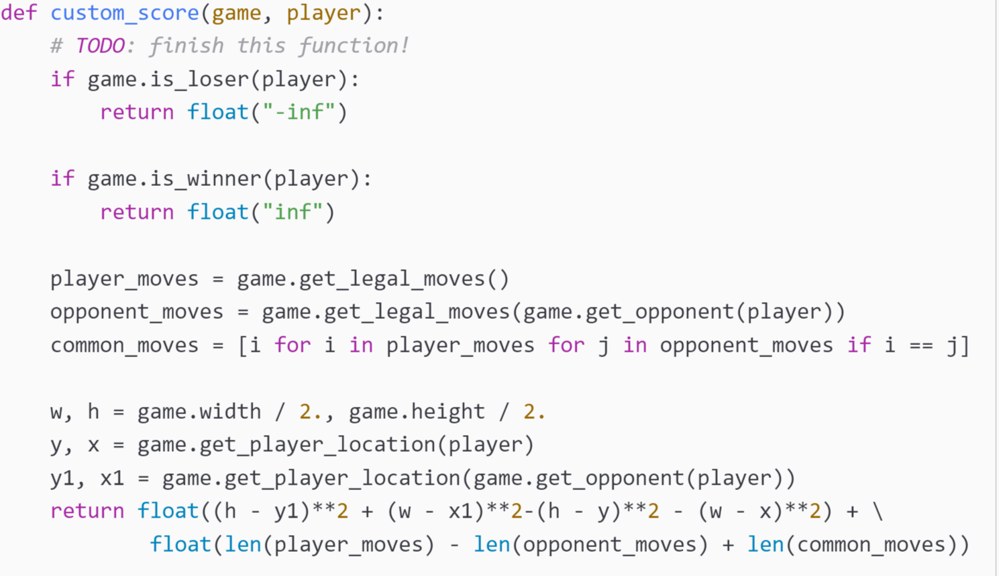 def custom_score(game, player):
    # TODO: finish this function!
    if game.is_loser(player):
        return float("-inf")

    if game.is_winner(player):
        return float("inf")

    player_moves = game.get_legal_moves()
    opponent_moves = game.get_legal_moves(game.get_opponent(player))
    common_moves = [i for i in player_moves for j in opponent_moves if i == j]

    w, h = game.width / 2., game.height / 2.
    y, x = game.get_player_location(player)
    y1, x1 = game.get_player_location(game.get_opponent(player))
    return float((h - y1)**2 + (w - x1)**2-(h - y)**2 - (w - x)**2) + \
            float(len(player_moves) - len(opponent_moves) + len(common_moves))